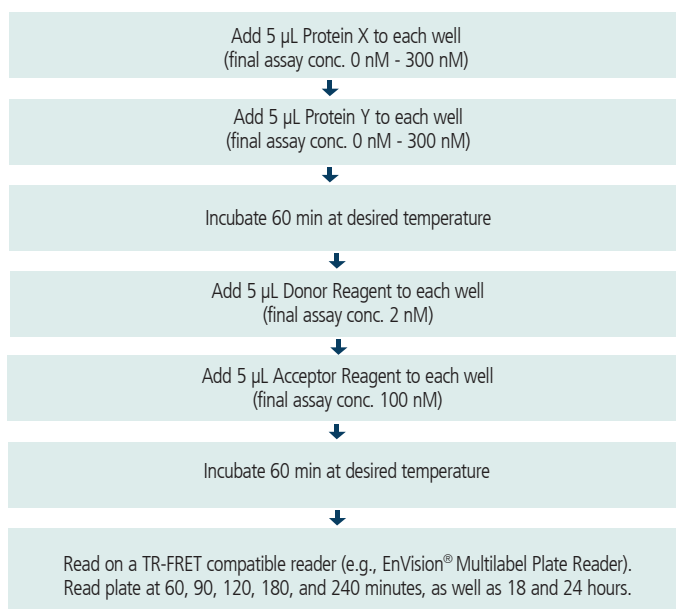 Add 5 µL Protein X to each well
(final assay conc. 0 nM - 300 nM)
Add 5 µL Protein Y to each well
(final assay conc. 0 nM - 300 nM)
Incubate 60 min at desired temperature
Add 5 µL Donor Reagent to each well
(final assay conc. 2 nM)
Add 5 µL Acceptor Reagent to each well
(final assay conc. 100 nM)
Incubate 60 min at desired temperature
Read on a TR-FRET compatible reader (e.g., EnVision® Multilabel Plate Reader).
Read plate at 60, 90, 120, 180, and 240 minutes, as well as 18 and 24 hours.